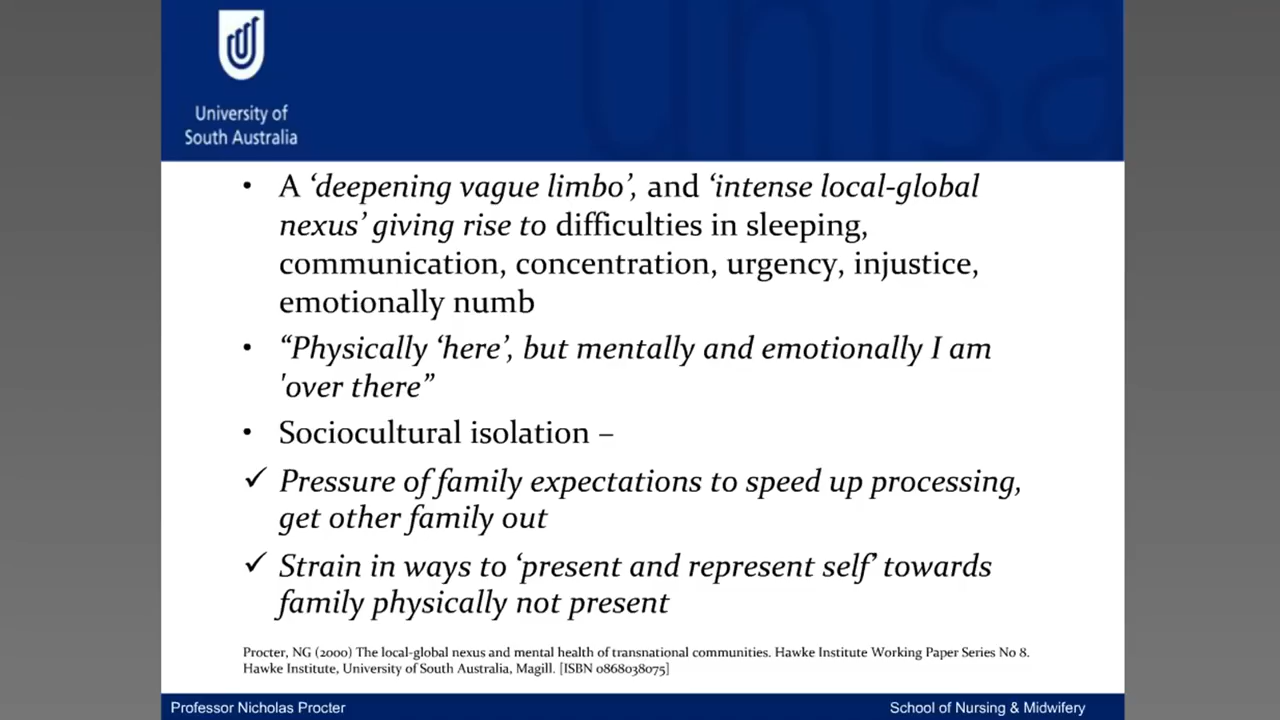 University of
South Australia
• A ‘deepening vague limbo’, and ‘intense local-global
nexus’ giving rise to difficulties in sleeping,
communication, concentration, urgency, injustice,
emotionally numb
• “Physically ‘here’, but mentally and emotionally I am
'over there”
• Sociocultural isolation –
✓ Pressure of family expectations to speed up processing,
get other family out
✓ Strain in ways to ‘present and represent self’ towards
family physically not present
Procter, NG (2000) The local-global nexus and mental health of transnational communities. Hawke Institute Working Paper Series No 8.
Hawke Institute, University of South Australia, Magill. [ISBN 0868038075]
Professor Nicholas Procter
School of Nursing & Midwifery
unisa